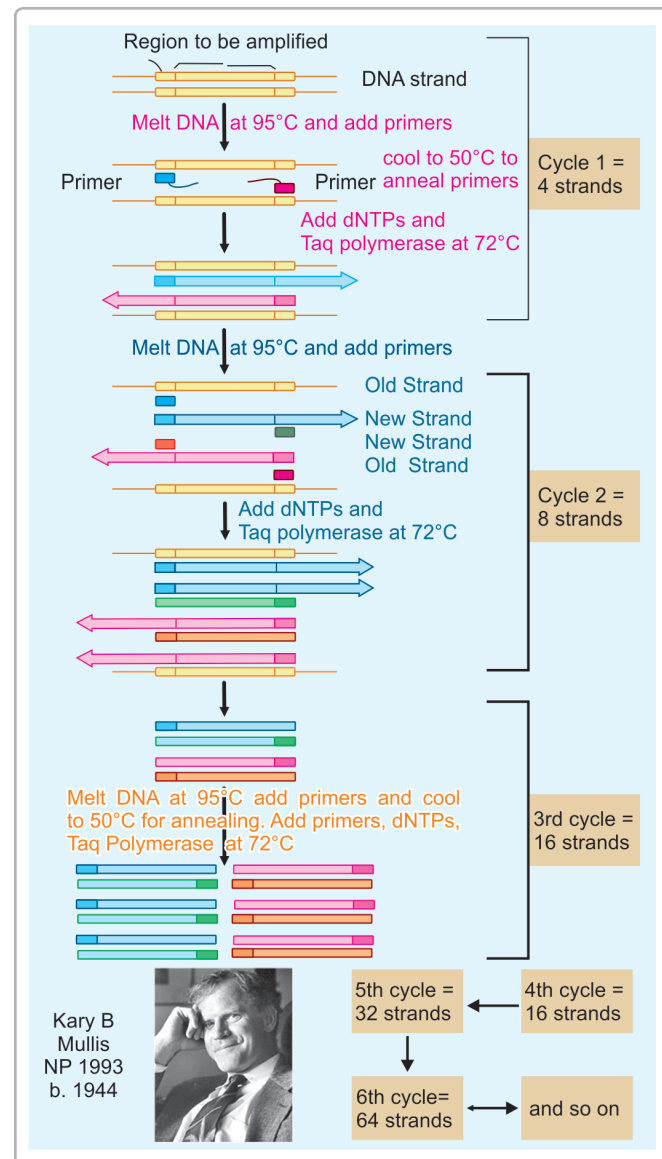 Region to be amplified
DNA strand
Melt DNA at 95°C and add primers
cool to 50°C to
anneal primers
Primer
Primer
Cycle 1 =
4 strands
Add dNTPs and
Taq polymerase at 72°C
Melt DNA at 95°C and add primers
Old Strand
New Strand
New Strand
Old Strand
Cycle 2 =
8 strands
Add dNTPs and
Taq polymerase at 72°C
Melt DNA at 95°C add primers and cool
to 50°C for annealing. Add primers, dNTPs,
Taq Polymerase at 72°C
3rd cycle =
16 strands
Kary B
Mullis
NP 1993
b. 1944
5th cycle =
32 strands
4th cycle =
16 strands
6th cycle=
64 strands
and so on